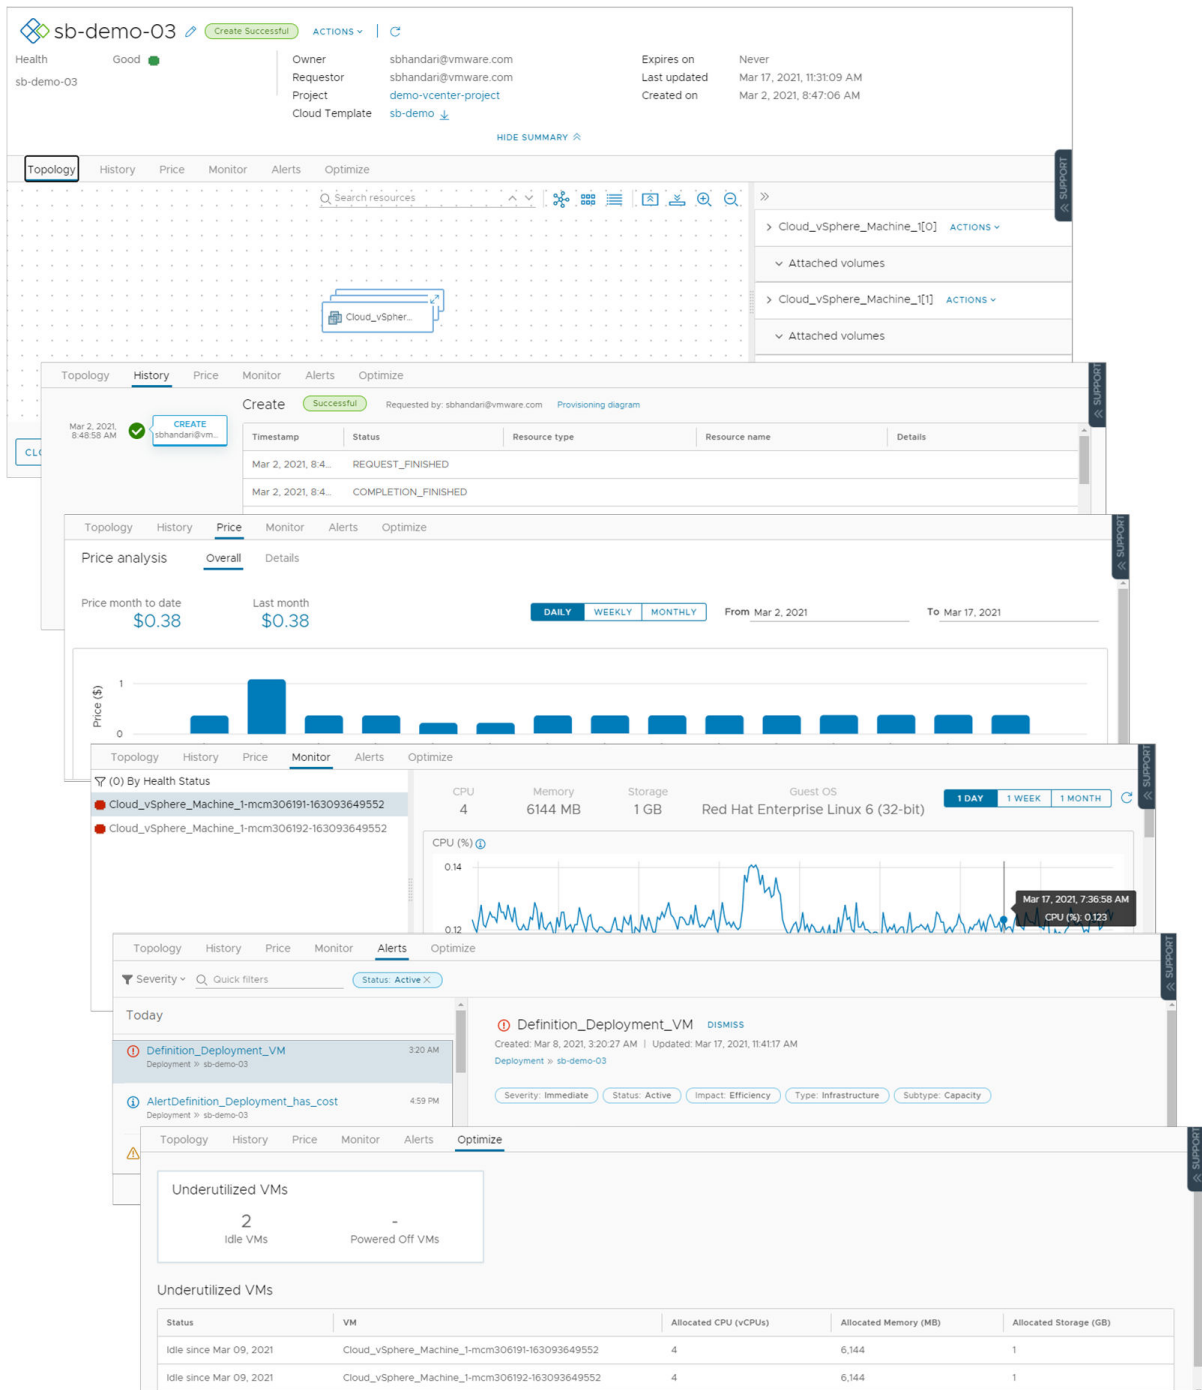 sb-demo-03 Create Successful ACTIONS
Health Good Owner sbhandari@vmware.com Expires on Never
sb-demo-03 Requestor sbhandari@vmware.com Last updated Mar 17, 2021, 11:31:09 AM
Project demo-vcenter-project Created on Mar 2, 2021, 8:47:06 AM
Cloud Template sb-demo
HIDE SUMMARY
Topology History Price Monitor Alerts Optimize
SUPPORT
Search resources
Cloud_vSphere_Machine_1[0] ACTIONS
Attached volumes
Cloud_vSphere_Machine_1[1] ACTIONS
Cloud_vSpher...
Attached volumes
Topology History Price Monitor Alerts Optimize
SUPPORT
Create Successful Requested by: sbhandari@vmware.com Provisioning diagram
Mar 2, 2021, 8:48:58 AM
CREATE
sbhandari@vm...
Timestamp Status Resource type Resource name Details
Mar 2, 2021, 8:4... REQUEST_FINISHED
Mar 2, 2021, 8:4... COMPLETION_FINISHED
Topology History Price Monitor Alerts Optimize
SUPPORT
Price analysis Overall Details
Price month to date Last month
$0.38 $0.38
DAILY WEEKLY MONTHLY From Mar 2, 2021 To Mar 17, 2021
Price ($)
1
0
Topology History Price Monitor Alerts Optimize
SUPPORT
(0) By Health Status
Cloud_vSphere_Machine_1-mcm306191-163093649552
Cloud_vSphere_Machine_1-mcm306192-163093649552
CPU Memory Storage Guest OS
4 6144 MB 1 GB Red Hat Enterprise Linux 6 (32-bit) 1 DAY 1 WEEK 1 MONTH
CPU (%)
0.14
0.12
Mar 17, 2021, 7:36:58 AM
CPU (%): 0.123
Topology History Price Monitor Alerts Optimize
SUPPORT
Severity Quick filters Status: Active
Today
Definition_Deployment_VM 3:20 AM
Deployment » sb-demo-03
AlertDefinition_Deployment_has_cost 4:59 PM
Deployment » sb-demo-03
Definition_Deployment_VM DISMISS
Created: Mar 8, 2021, 3:20:27 AM | Updated: Mar 17, 2021, 11:41:17 AM
Deployment » sb-demo-03
Severity: Immediate Status: Active Impact: Efficiency Type: Infrastructure Subtype: Capacity
Topology History Price Monitor Alerts Optimize
SUPPORT
Underutilized VMs
2 -
Idle VMs Powered Off VMs
Underutilized VMs
Status VM Allocated CPU (vCPUs) Allocated Memory (MB) Allocated Storage (GB)
Idle since Mar 09, 2021 Cloud_vSphere_Machine_1-mcm306191-163093649552 4 6,144 1
Idle since Mar 09, 2021 Cloud_vSphere_Machine_1-mcm306192-163093649552 4 6,144 1